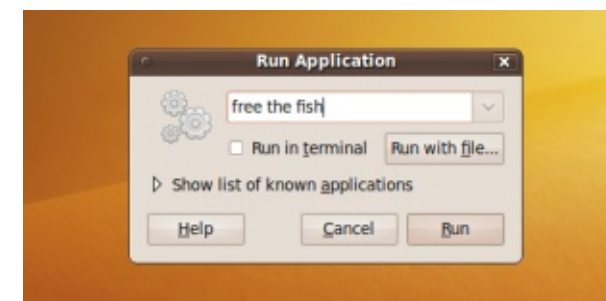 Run Application
free the fish
Run in terminal Run with file...
Show list of known applications
Help Cancel Run